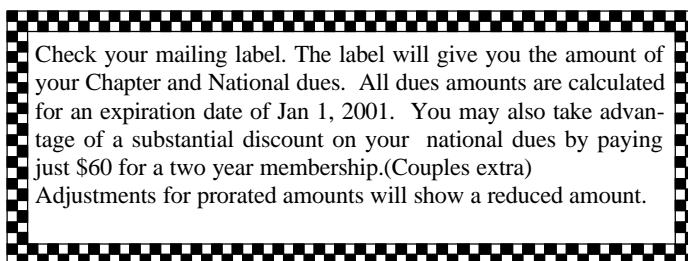 Check your mailing label. The label will give you the amount of
your Chapter and National dues.  All dues amounts are calculated
for an expiration date of Jan 1, 2001.  You may also take advan-
tage of a substantial discount on your  national dues by paying
just $60 for a two year membership.(Couples extra)
Adjustments for prorated amounts will show a reduced amount.